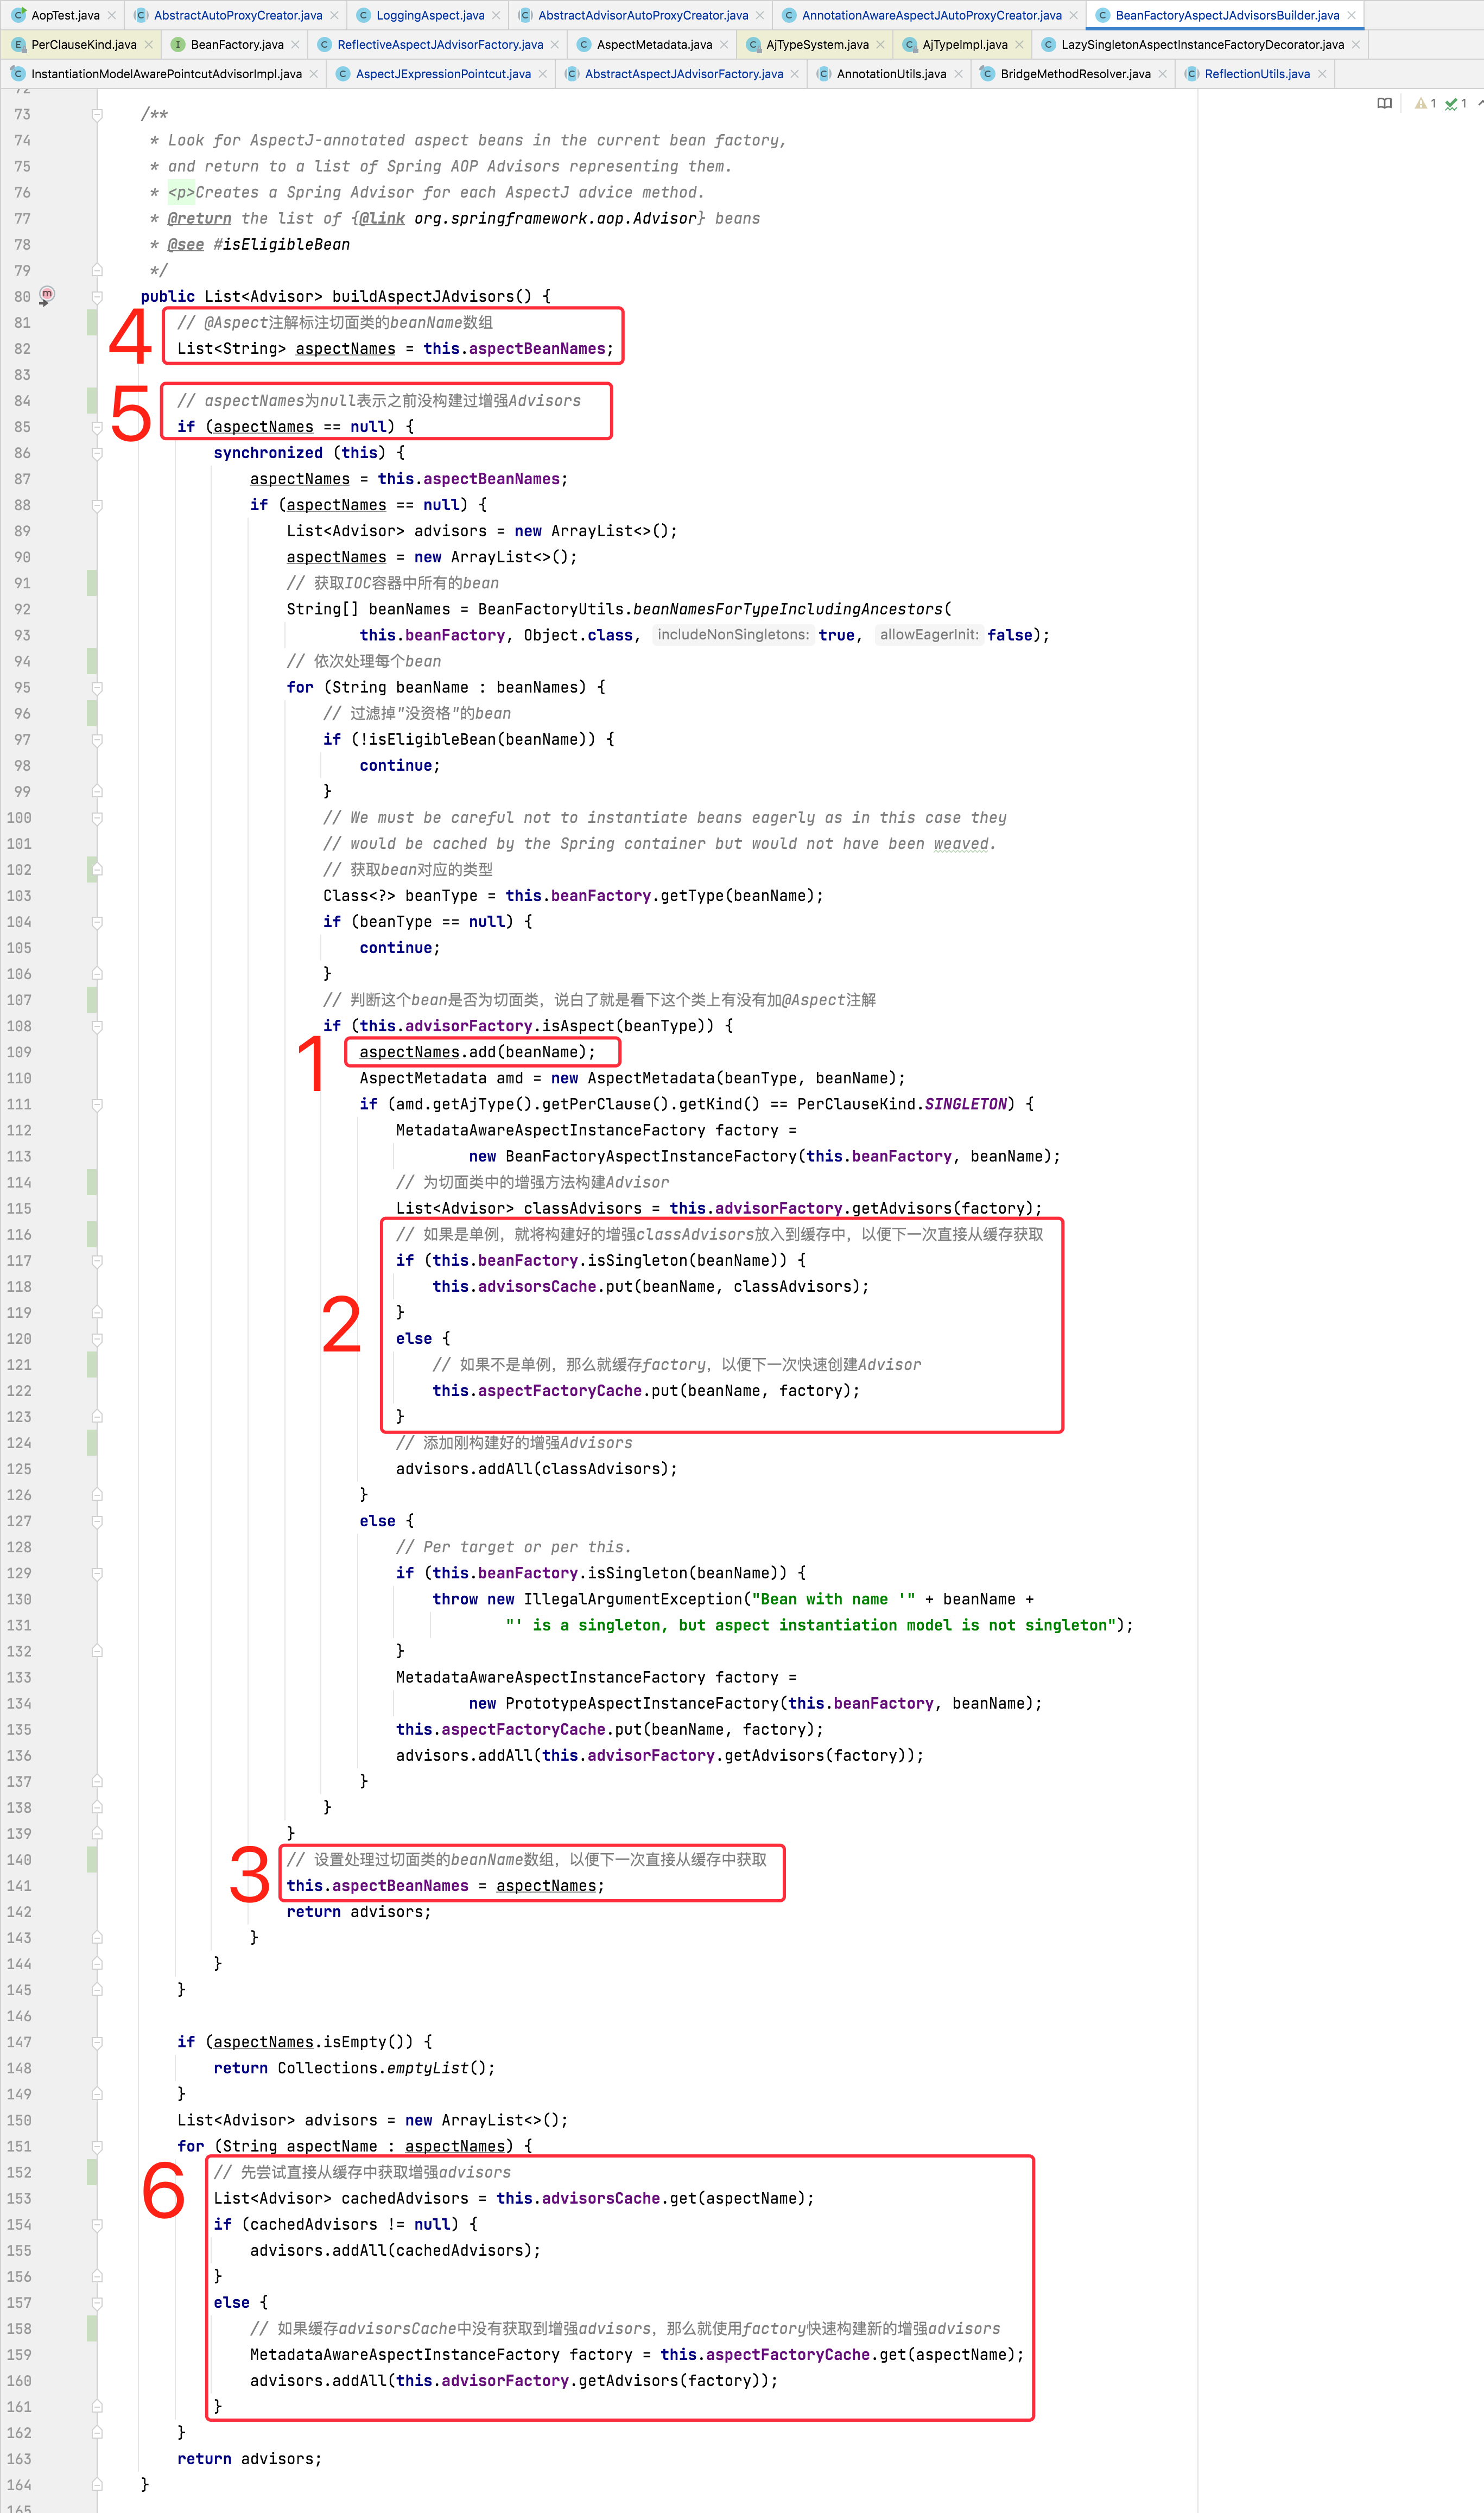 AopTest.java AbstractAutoProxyCreator.java LoggingAspect.java AbstractAdvisorAutoProxyCreator.java AnnotationAwareAspectJAutoProxyCreator.java BeanFactoryAspectJAdvisorsBuilder.java
PerClauseKind.java BeanFactory.java ReflectiveAspectJAdvisorFactory.java AspectMetadata.java AjTypeSystem.java AjTypeImpl.java LazySingletonAspectInstanceFactoryDecorator.java
InstantiationModelAwarePointcutAdvisorImpl.java AspectJExpressionPointcut.java AbstractAspectJAdvisorFactory.java AnnotationUtils.java BridgeMethodResolver.java ReflectionUtils.java
72
1 1
73 /**
74 * Look for AspectJ-annotated aspect beans in the current bean factory,
75 * and return to a list of Spring AOP Advisors representing them.
76 * <p>Creates a Spring Advisor for each AspectJ advice method.
77 * @return the list of {@link org.springframework.aop.Advisor} beans
78 * @see #isEligibleBean
79 */
80 public List<Advisor> buildAspectJAdvisors() {
4
81 // @Aspect注解标注切面类的beanName数组
82 List<String> aspectNames = this.aspectBeanNames;
83
5
84 // aspectNames为null表示之前没构建过增强Advisors
85 if (aspectNames == null) {
86 synchronized (this) {
87 aspectNames = this.aspectBeanNames;
88 if (aspectNames == null) {
89 List<Advisor> advisors = new ArrayList<>();
90 aspectNames = new ArrayList<>();
91 // 获取IOC容器中所有的bean
92 String[] beanNames = BeanFactoryUtils.beanNamesForTypeIncludingAncestors(
93 this.beanFactory, Object.class, includeNonSingletons: true, allowEagerInit: false);
94 // 依次处理每个bean
95 for (String beanName : beanNames) {
96 // 过滤掉"没资格"的bean
97 if (!isEligibleBean(beanName)) {
98 continue;
99 }
100 // We must be careful not to instantiate beans eagerly as in this case they
101 // would be cached by the Spring container but would not have been weaved.
102 // 获取bean对应的类型
103 Class<?> beanType = this.beanFactory.getType(beanName);
104 if (beanType == null) {
105 continue;
106 }
107 // 判断这个bean是否为切面类，说白了就是看下这个类上有没有加@Aspect注解
108 if (this.advisorFactory.isAspect(beanType)) {
1
109 aspectNames.add(beanName);
110 AspectMetadata amd = new AspectMetadata(beanType, beanName);
111 if (amd.getAjType().getPerClause().getKind() == PerClauseKind.SINGLETON) {
112 MetadataAwareAspectInstanceFactory factory =
113 new BeanFactoryAspectInstanceFactory(this.beanFactory, beanName);
114 // 为切面类中的增强方法构建Advisor
115 List<Advisor> classAdvisors = this.advisorFactory.getAdvisors(factory);
116 // 如果是单例，就将构建好的增强classAdvisors放入到缓存中，以便下一次直接从缓存获取
117 if (this.beanFactory.isSingleton(beanName)) {
118 this.advisorsCache.put(beanName, classAdvisors);
119 }
2
120 else {
121 // 如果不是单例，那么就缓存factory，以便下一次快速创建Advisor
122 this.aspectFactoryCache.put(beanName, factory);
123 }
124 // 添加刚构建好的增强Advisors
125 advisors.addAll(classAdvisors);
126 }
127 else {
128 // Per target or per this.
129 if (this.beanFactory.isSingleton(beanName)) {
130 throw new IllegalArgumentException("Bean with name '" + beanName +
131 "' is a singleton, but aspect instantiation model is not singleton");
132 }
133 MetadataAwareAspectInstanceFactory factory =
134 new PrototypeAspectInstanceFactory(this.beanFactory, beanName);
135 this.aspectFactoryCache.put(beanName, factory);
136 advisors.addAll(this.advisorFactory.getAdvisors(factory));
137 }
138 }
139 }
3
140 // 设置处理过切面类的beanName数组，以便下一次直接从缓存中获取
141 this.aspectBeanNames = aspectNames;
142 return advisors;
143 }
144 }
145 }
146
147 if (aspectNames.isEmpty()) {
148 return Collections.emptyList();
149 }
150 List<Advisor> advisors = new ArrayList<>();
151 for (String aspectName : aspectNames) {
6
152 // 先尝试直接从缓存中获取增强advisors
153 List<Advisor> cachedAdvisors = this.advisorsCache.get(aspectName);
154 if (cachedAdvisors != null) {
155 advisors.addAll(cachedAdvisors);
156 }
157 else {
158 // 如果缓存advisorsCache中没有获取到增强advisors，那么就使用factory快速构建新的增强advisors
159 MetadataAwareAspectInstanceFactory factory = this.aspectFactoryCache.get(aspectName);
160 advisors.addAll(this.advisorFactory.getAdvisors(factory));
161 }
162 }
163 return advisors;
164 }
165